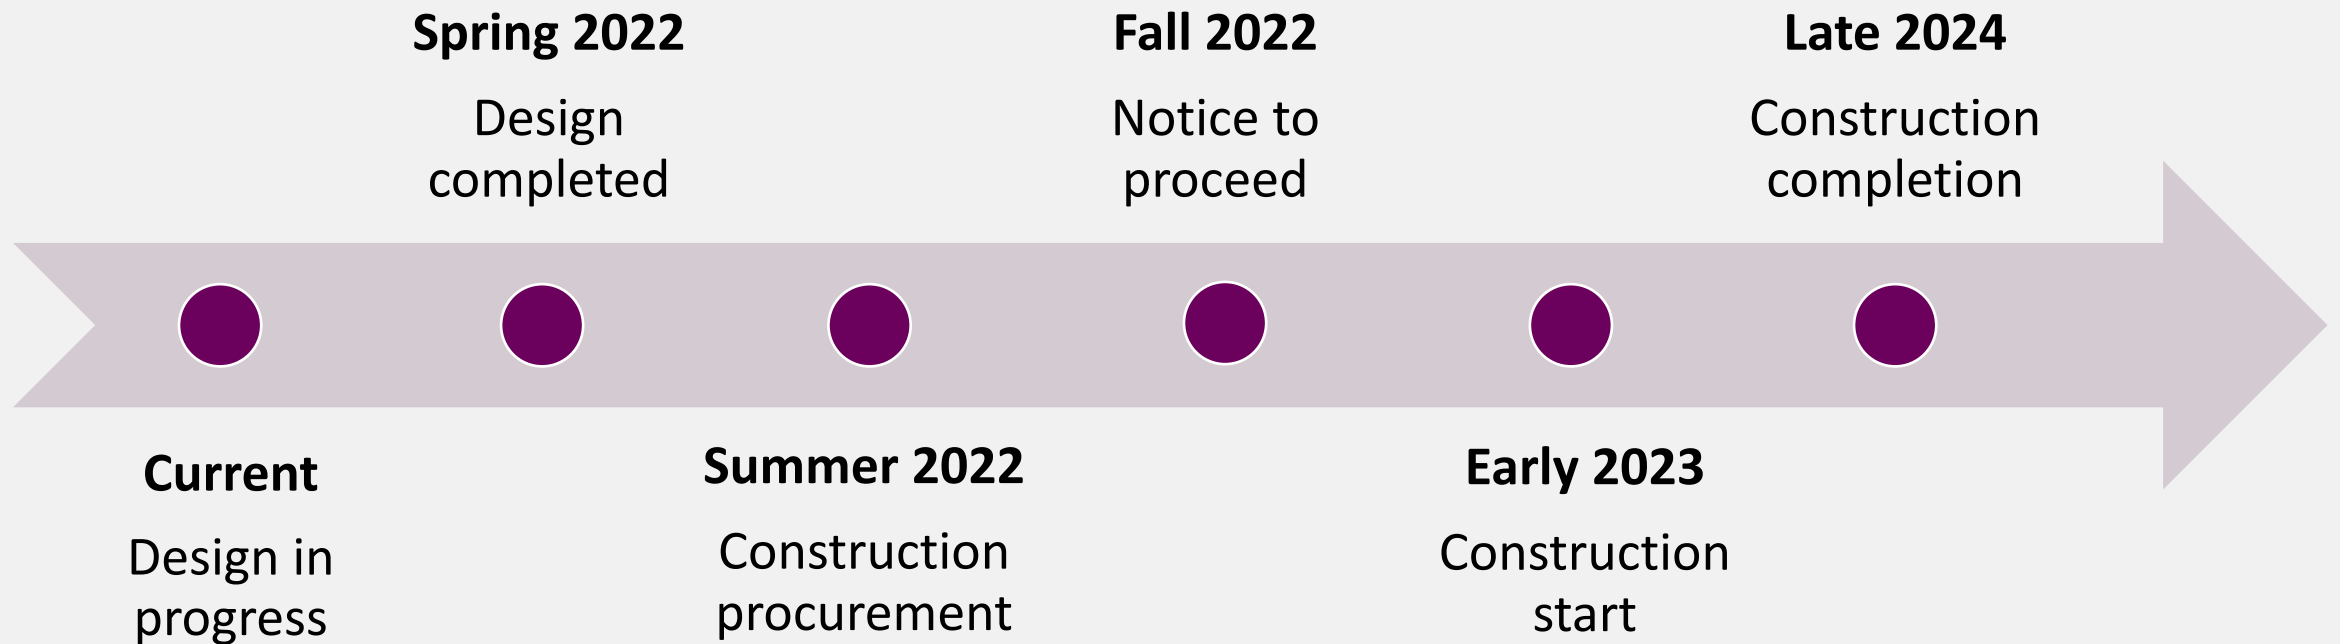 Spring 2022
Design
completed
Fall 2022
Notice to
proceed
Late 2024
Construction
completion
Current
Design in
progress
Summer 2022
Construction
procurement
Early 2023
Construction
start